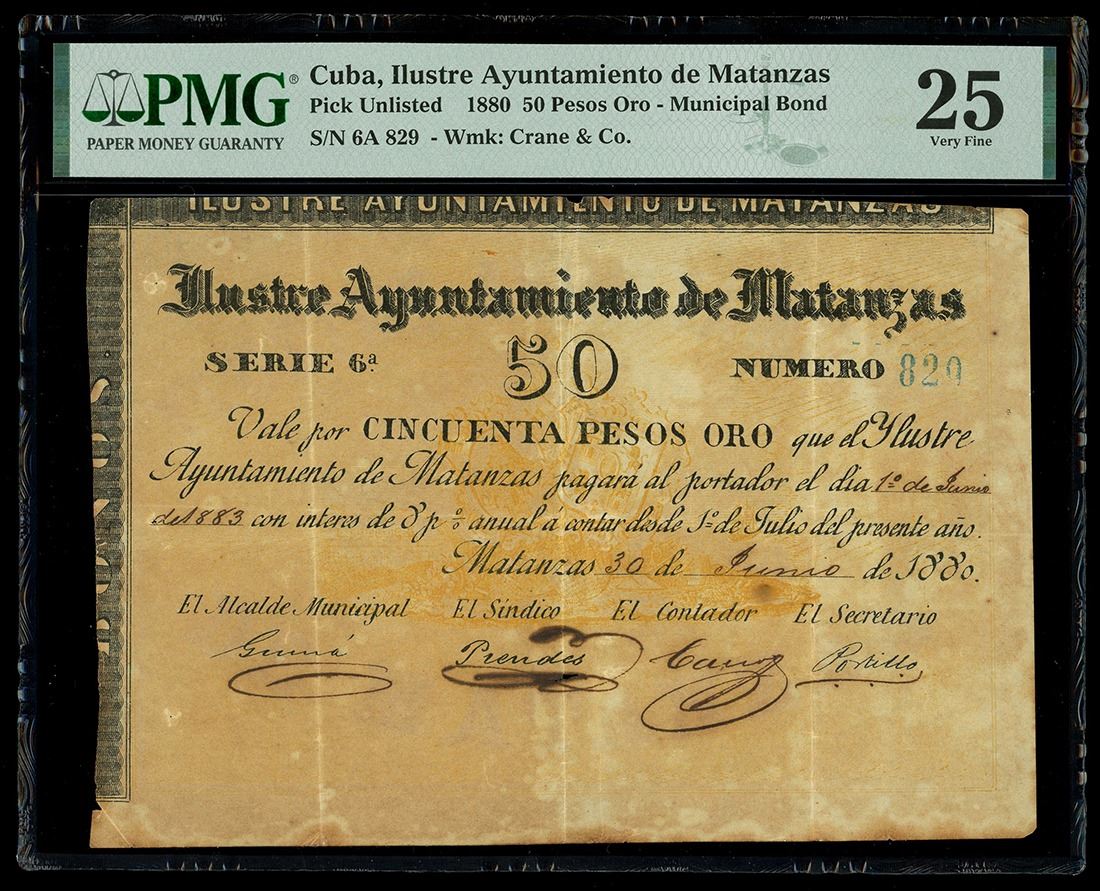 PMG®
PAPER MONEY GUARANTY
Cuba, Ilustre Ayuntamiento de Matanzas
Pick Unlisted 1880 50 Pesos Oro - Municipal Bond
S/N 6A 829 - Wmk: Crane & Co.
25
Very Fine
ILUSTRE AYUNTAMIENTO DE MATANZAS
Ilustre Ayuntamiento de Matanzas
SERIE 6ª 50 NUMERO 829
Vale por CINCUENTA PESOS ORO que el Ylustre
Ayuntamiento de Matanzas pagará al portador el día 1º de Junio
de 1883 con interes de 8 p º/o anual á contar desde 1º de Julio del presente año.
Matanzas 30 de Junio de 1880.
El Alcalde Municipal El Síndico El Contador El Secretario
Prendes Portillo